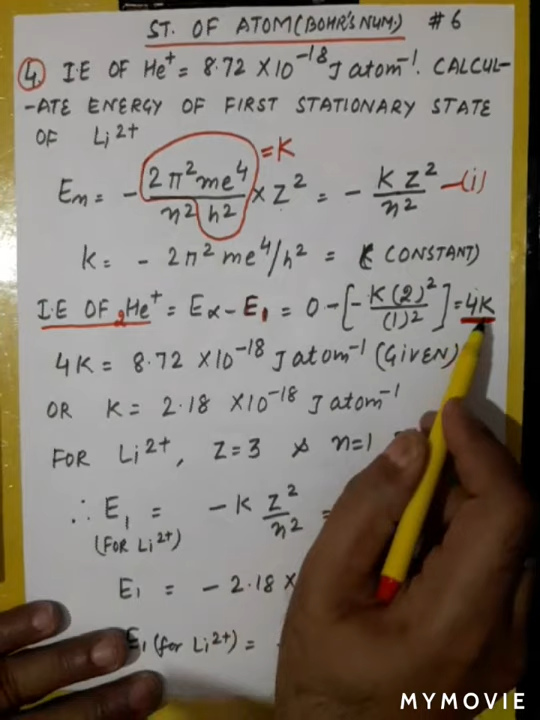 ST. OF ATOM (BOHR'S NUM.) # 6
4. I.E OF He⁺ = 8.72 × 10⁻¹⁸ J atom⁻¹. CALCUL-
-ATE ENERGY OF FIRST STATIONARY STATE
OF Li²⁺
En = - 2π²me⁴/n²h² × Z² = - KZ²/n² —(i)
= K
K = - 2π²me⁴/h² = (CONSTANT)
I.E OF ₂He⁺ = E∝ - E₁ = 0 - [- K(2)²/(1)²] = 4K
4K = 8.72 × 10⁻¹⁸ J atom⁻¹ (GIVEN)
OR K = 2.18 × 10⁻¹⁸ J atom⁻¹
FOR Li²⁺, Z = 3 & n = 1
∴ E₁ = - K Z²/n² =
(FOR Li²⁺)
E₁ = - 2.18 ×
E₁ (for Li²⁺) =
MYMOVIE